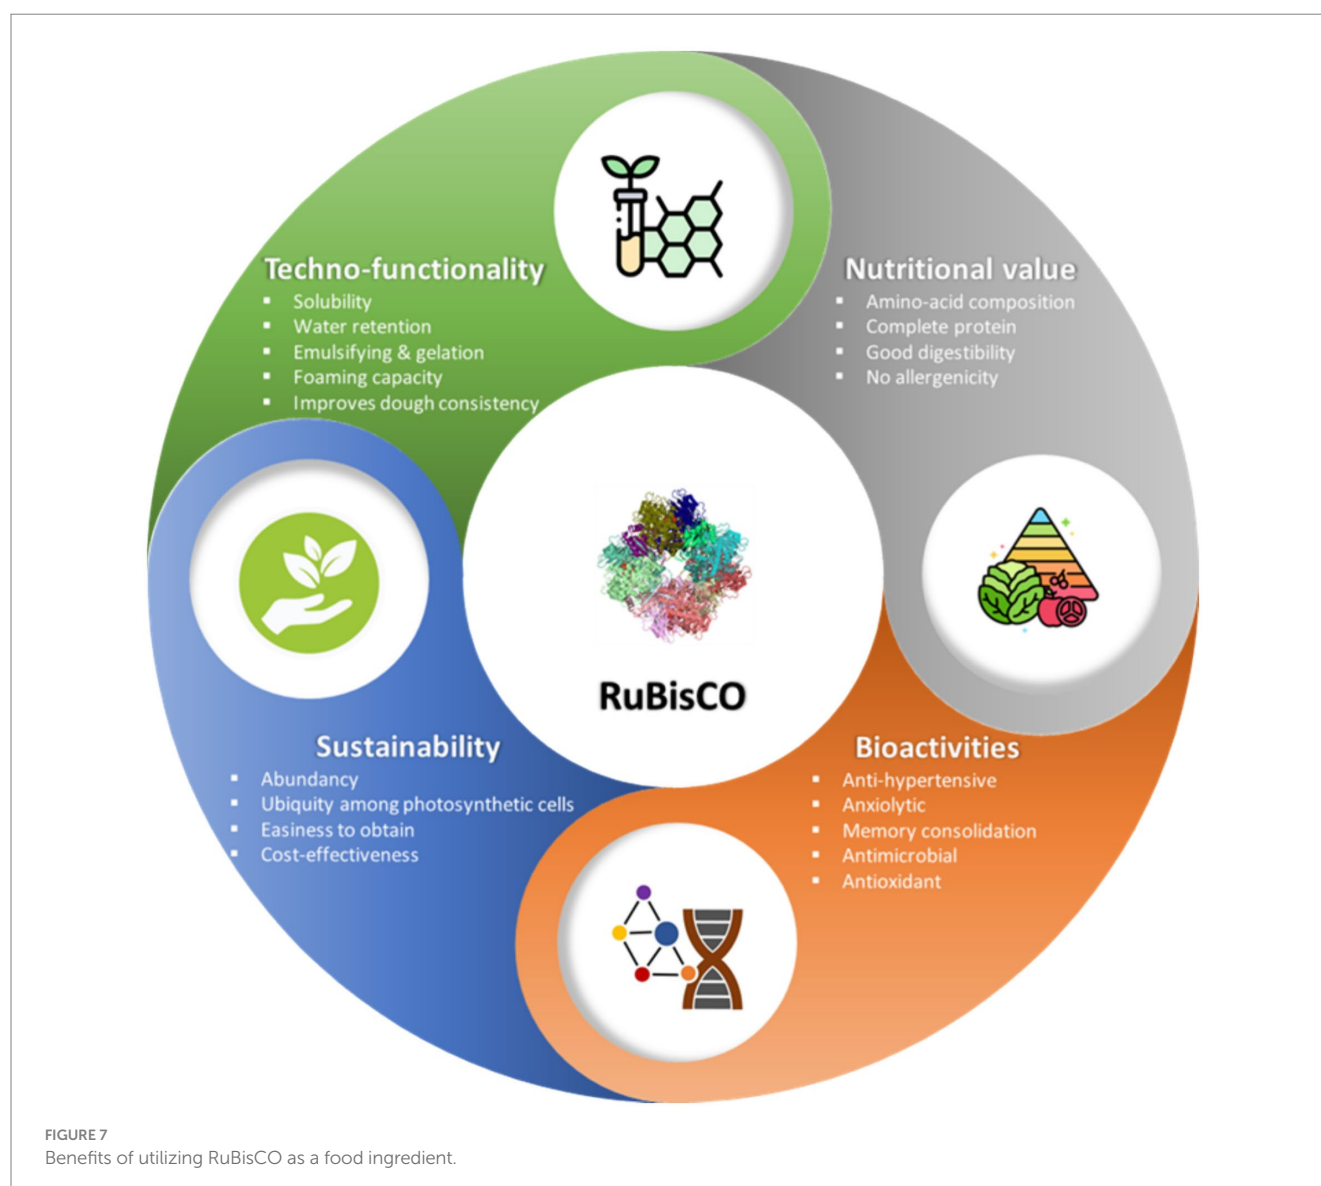 Techno-functionality
▪ Solubility
▪ Water retention
▪ Emulsifying & gelation
▪ Foaming capacity
▪ Improves dough consistency
Nutritional value
▪ Amino-acid composition
▪ Complete protein
▪ Good digestibility
▪ No allergenicity
RuBisCO
Sustainability
▪ Abundancy
▪ Ubiquity among photosynthetic cells
▪ Easiness to obtain
▪ Cost-effectiveness
Bioactivities
▪ Anti-hypertensive
▪ Anxiolytic
▪ Memory consolidation
▪ Antimicrobial
▪ Antioxidant
FIGURE 7
Benefits of utilizing RuBisCO as a food ingredient.